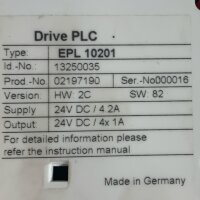 Drive PLC
Type: EPL 10201
Id.-No.: 13250035
Prod-No. 02197190 Ser.-No000016
Version: HW: 2C SW: 82
Supply 24V DC / 4.2A
Output: 24V DC / 4x 1A
For detailed information please
refer the instruction manual
Made in Germany